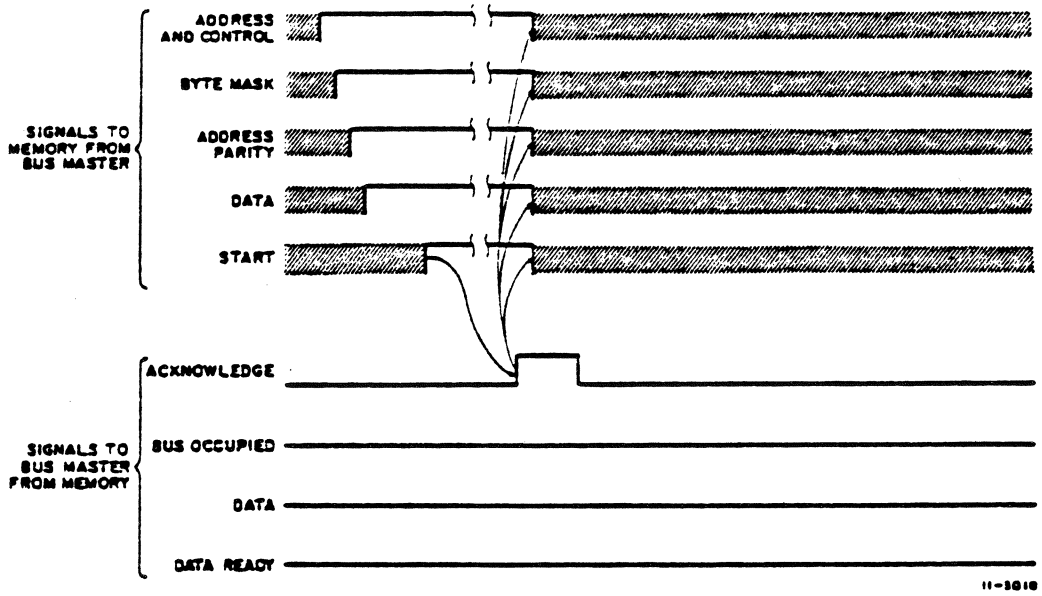 ADDRESS
AND CONTROL
BYTE MASK
SIGNALS TO
MEMORY FROM
BUS MASTER
ADDRESS
PARITY
DATA
START
ACKNOWLEDGE
SIGNALS TO
BUS MASTER
FROM MEMORY
BUS OCCUPIED
DATA
DATA READY
11-5018